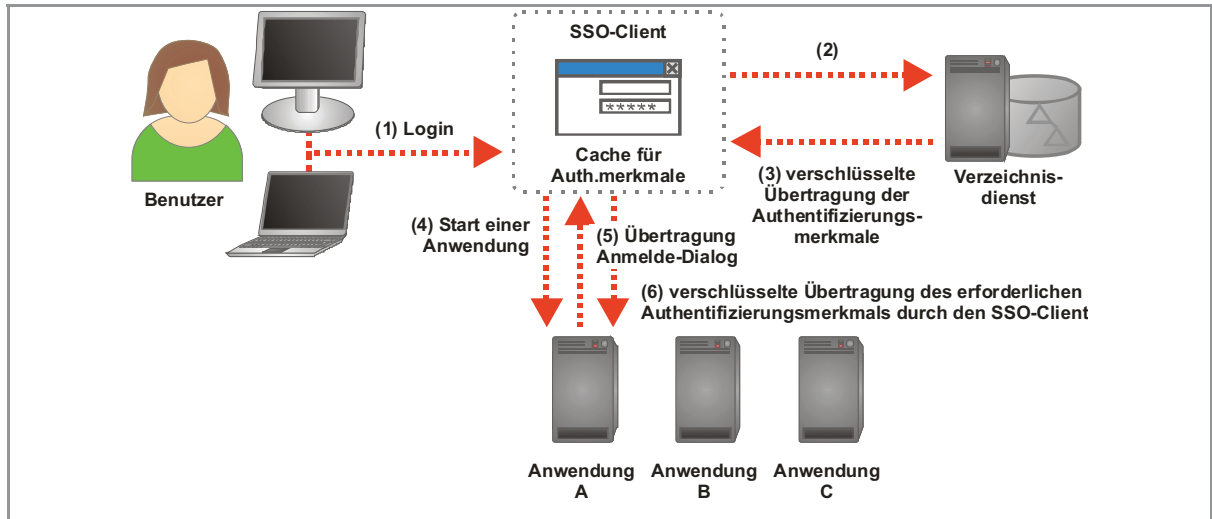 SSO-Client
*****
Cache für
Auth.merkmale
(1) Login
Benutzer
(2)
(3) verschlüsselte
Übertragung der
Authentifizierungs-
merkmale
Verzeichnis-
dienst
(4) Start einer
Anwendung
(5) Übertragung
Anmelde-Dialog
(6) verschlüsselte Übertragung des erforderlichen
Authentifizierungsmerkmals durch den SSO-Client
Anwendung
A
Anwendung
B
Anwendung
C